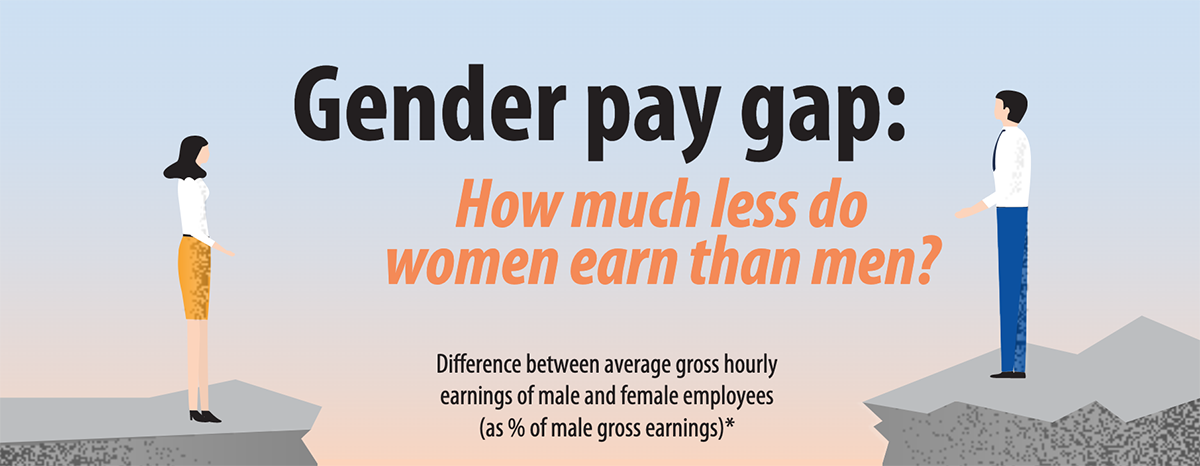 Gender pay gap:
How much less do
women earn than men?
Difference between average gross hourly
earnings of male and female employees
(as % of male gross earnings)*